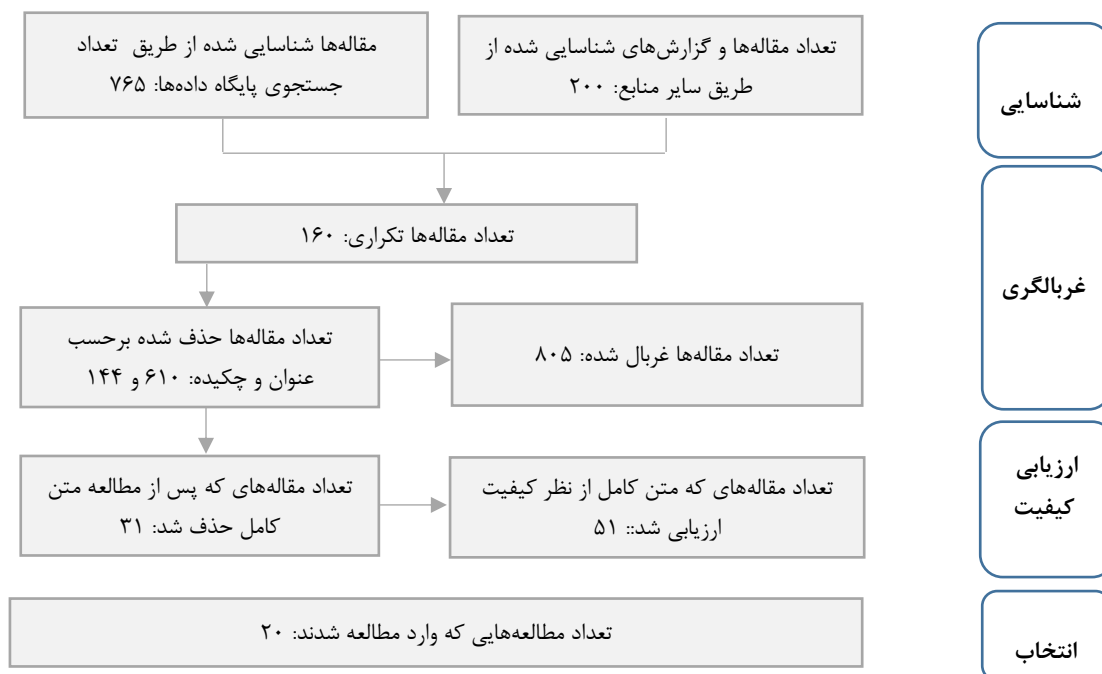 تعداد مقاله‌ها و گزارش‌های شناسایی شده از
طریق سایر منابع: ۲۰۰
مقاله‌ها شناسایی شده از طریق تعداد
جستجوی پایگاه داده‌ها: ۷۶۵
شناسایی
تعداد مقاله‌ها تکراری: ۱۶۰
غربالگری
تعداد مقاله‌ها غربال شده: ۸۰۵
تعداد مقاله‌ها حذف شده برحسب
عنوان و چکیده: ۶۱۰ و ۱۴۴
ارزیابی
کیفیت
تعداد مقاله‌های که متن کامل از نظر کیفیت
ارزیابی شد:: ۵۱
تعداد مقاله‌های که پس از مطالعه متن
کامل حذف شد: ۳۱
انتخاب
تعداد مطالعه‌هایی که وارد مطالعه شدند: ۲۰